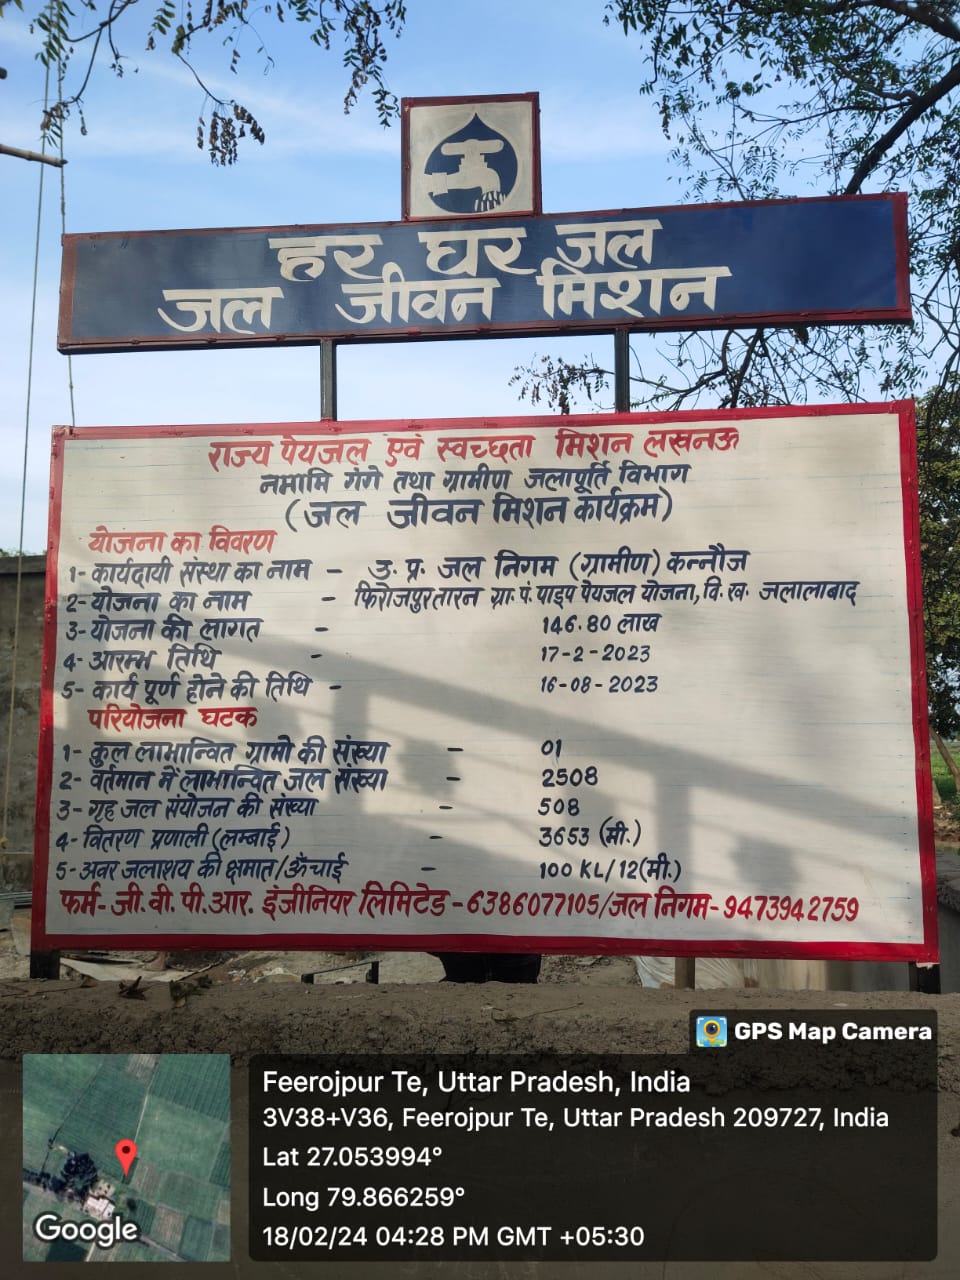 हर घर जल
जल जीवन मिशन
राज्य पेयजल एवं स्वच्छता मिशन लखनऊ
नमामि गंगे तथा ग्रामीण जलापूर्ति विभाग
(जल जीवन मिशन कार्यक्रम)
योजना का विवरण
1- कार्यदायी संस्था का नाम - उ. प्र. जल निगम (ग्रामीण) कन्नौज
2- योजना का नाम - फिरोजपुर तारन ग्रा. पं. पाइप पेयजल योजना, वि. ख. जलालाबाद
3- योजना की लागत - 146.80 लाख
4- आरम्भ तिथि - 17-2-2023
5- कार्य पूर्ण होने की तिथि - 16-08-2023
परियोजना घटक
1- कुल लाभान्वित ग्रामो की संख्या - 01
2- वर्तमान में लाभान्वित जल संख्या - 2508
3- गृह जल संयोजन की संख्या - 508
4- वितरण प्रणाली (लम्बाई) - 3653 (मी.)
5- अवर जलाशय की क्षमात/ऊँचाई - 100 KL/12(मी.)
फर्म- जी. वी. पी. आर. इंजीनियर लिमिटेड - 6386077105/जल निगम- 9473942759
GPS Map Camera
Feerojpur Te, Uttar Pradesh, India
3V38+V36, Feerojpur Te, Uttar Pradesh 209727, India
Lat 27.053994°
Long 79.866259°
18/02/24 04:28 PM GMT +05:30
Google